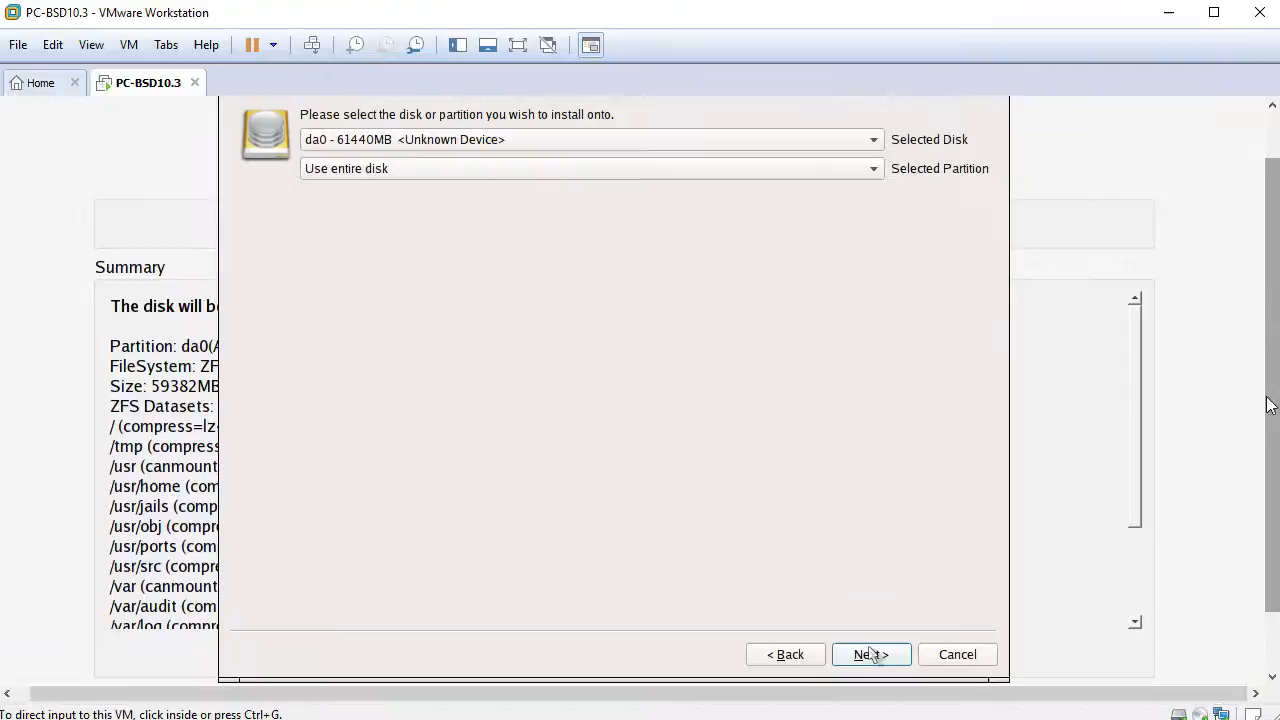 PC-BSD10.3 - VMware Workstation
File Edit View VM Tabs Help
Home PC-BSD10.3
Please select the disk or partition you wish to install onto.
da0 - 61440MB <Unknown Device> Selected Disk
Use entire disk Selected Partition
Summary
The disk will b
Partition: da0(
FileSystem: ZF
Size: 59382MB
ZFS Datasets:
/ (compress=lz
/tmp (compress
/usr (canmount
/usr/home (com
/usr/jails (comp
/usr/obj (compre
/usr/ports (com
/usr/src (compre
/var (canmount
/var/audit (com
/var/log (compre
< Back Next > Cancel
To direct input to this VM, click inside or press Ctrl+G.